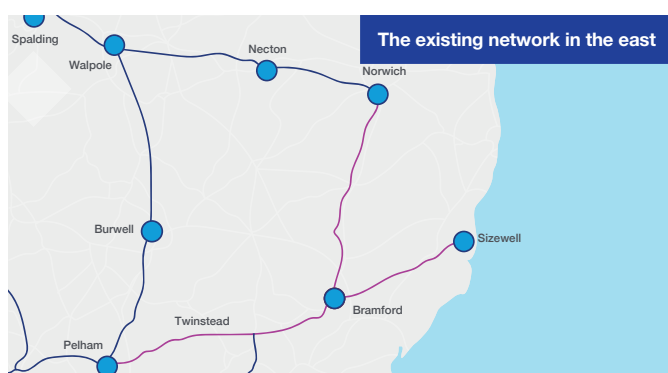 The existing network in the east
Spalding
Walpole
Necton
Norwich
Burwell
Sizewell
Bramford
Twinstead
Pelham